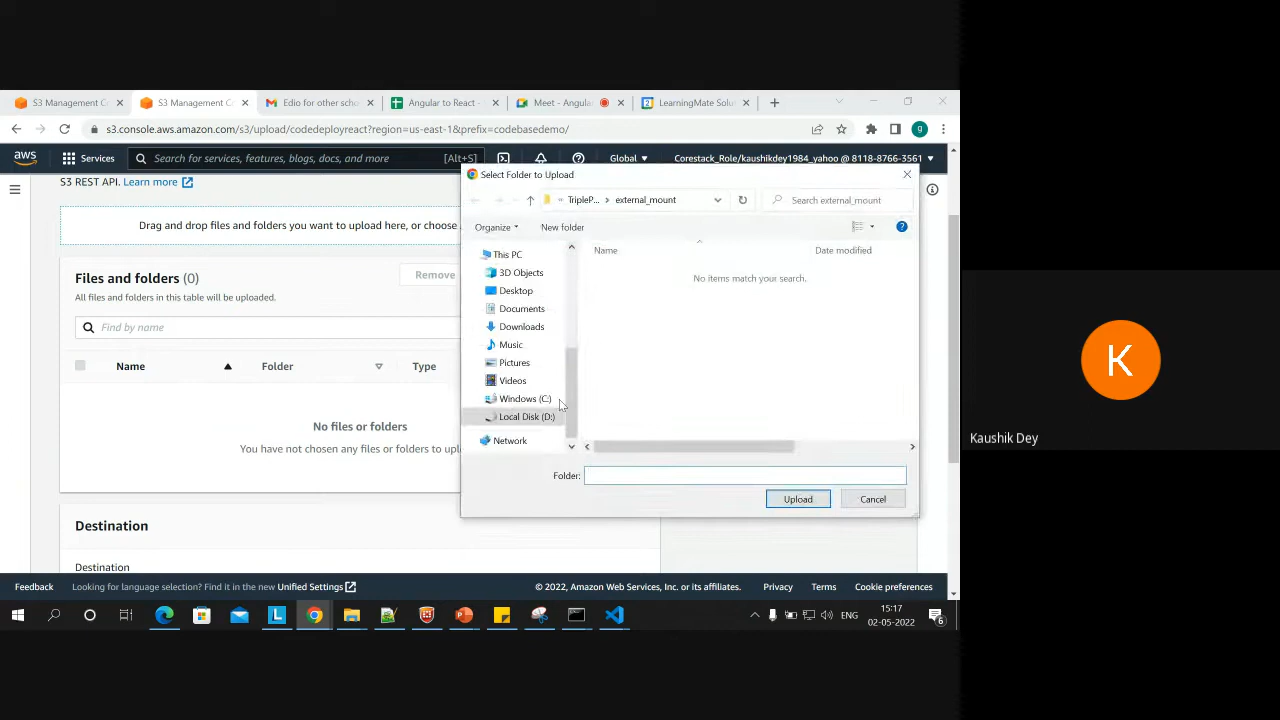 S3 Management Co
S3 Management Co
Edio for other schu
Angular to React -
Meet - Angula
LearningMate Solut
s3.console.aws.amazon.com/s3/upload/codedeployreact?region=us-east-1&prefix=codebasedemo/
g
aws
Services
Search for services, features, blogs, docs, and more
[Alt+S]
Global
Corestack_Role/kaushikdey1984_yahoo @ 8118-8766-3561
S3 REST API. Learn more
Drag and drop files and folders you want to upload here, or choose
Files and folders (0)
Remove
All files and folders in this table will be uploaded.
Find by name
Name
Folder
Type
No files or folders
You have not chosen any files or folders to upl
Destination
Destination
Select Folder to Upload
« TripleP... > external_mount
Search external_mount
Organize
New folder
This PC
3D Objects
Desktop
Documents
Downloads
Music
Pictures
Videos
Windows (C:)
Local Disk (D:)
Network
Name
Date modified
No items match your search.
Folder:
Upload
Cancel
Feedback
Looking for language selection? Find it in the new Unified Settings
© 2022, Amazon Web Services, Inc. or its affiliates.
Privacy
Terms
Cookie preferences
L
ENG
15:17
02-05-2022
6
K
Kaushik Dey